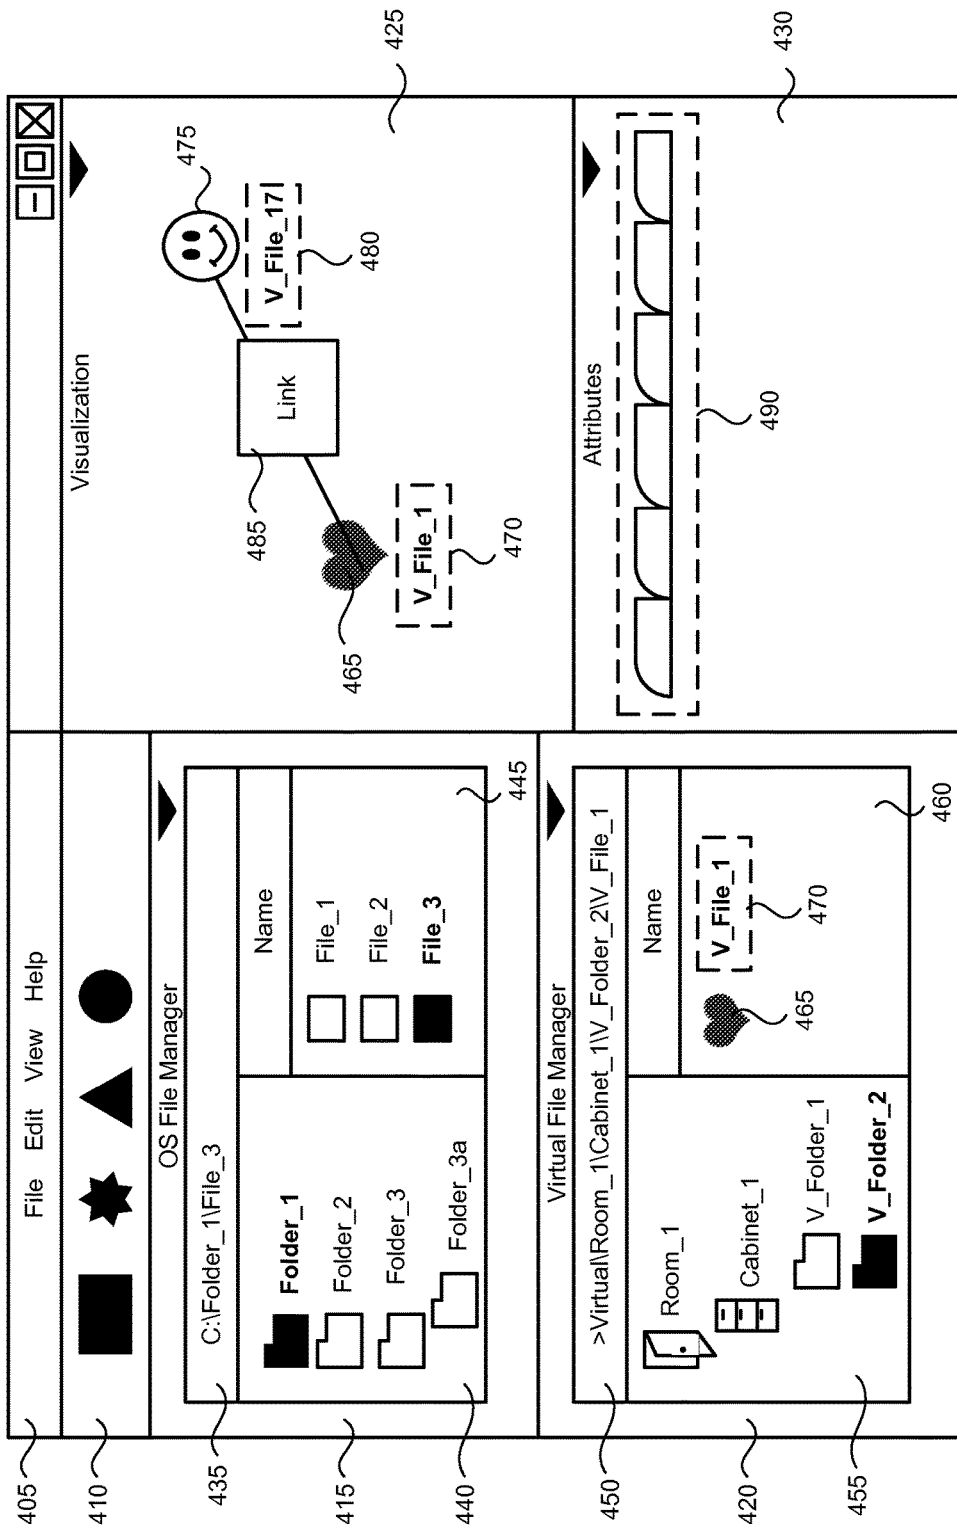 File Edit View Help
OS File Manager
C:\Folder_1\File_3
Folder_1
Folder_2
Folder_3
Folder_3a
Name
File_1
File_2
File_3
Virtual File Manager
>Virtual\Room_1\Cabinet_1\V_Folder_2\V_File_1
Room_1
Cabinet_1
V_Folder_1
V_Folder_2
Name
V_File_1
Visualization
Link
V_File_1
V_File_17
Attributes
405
410
435
415
440
450
420
455
445
460
465
470
465
470
485
475
480
490
425
430